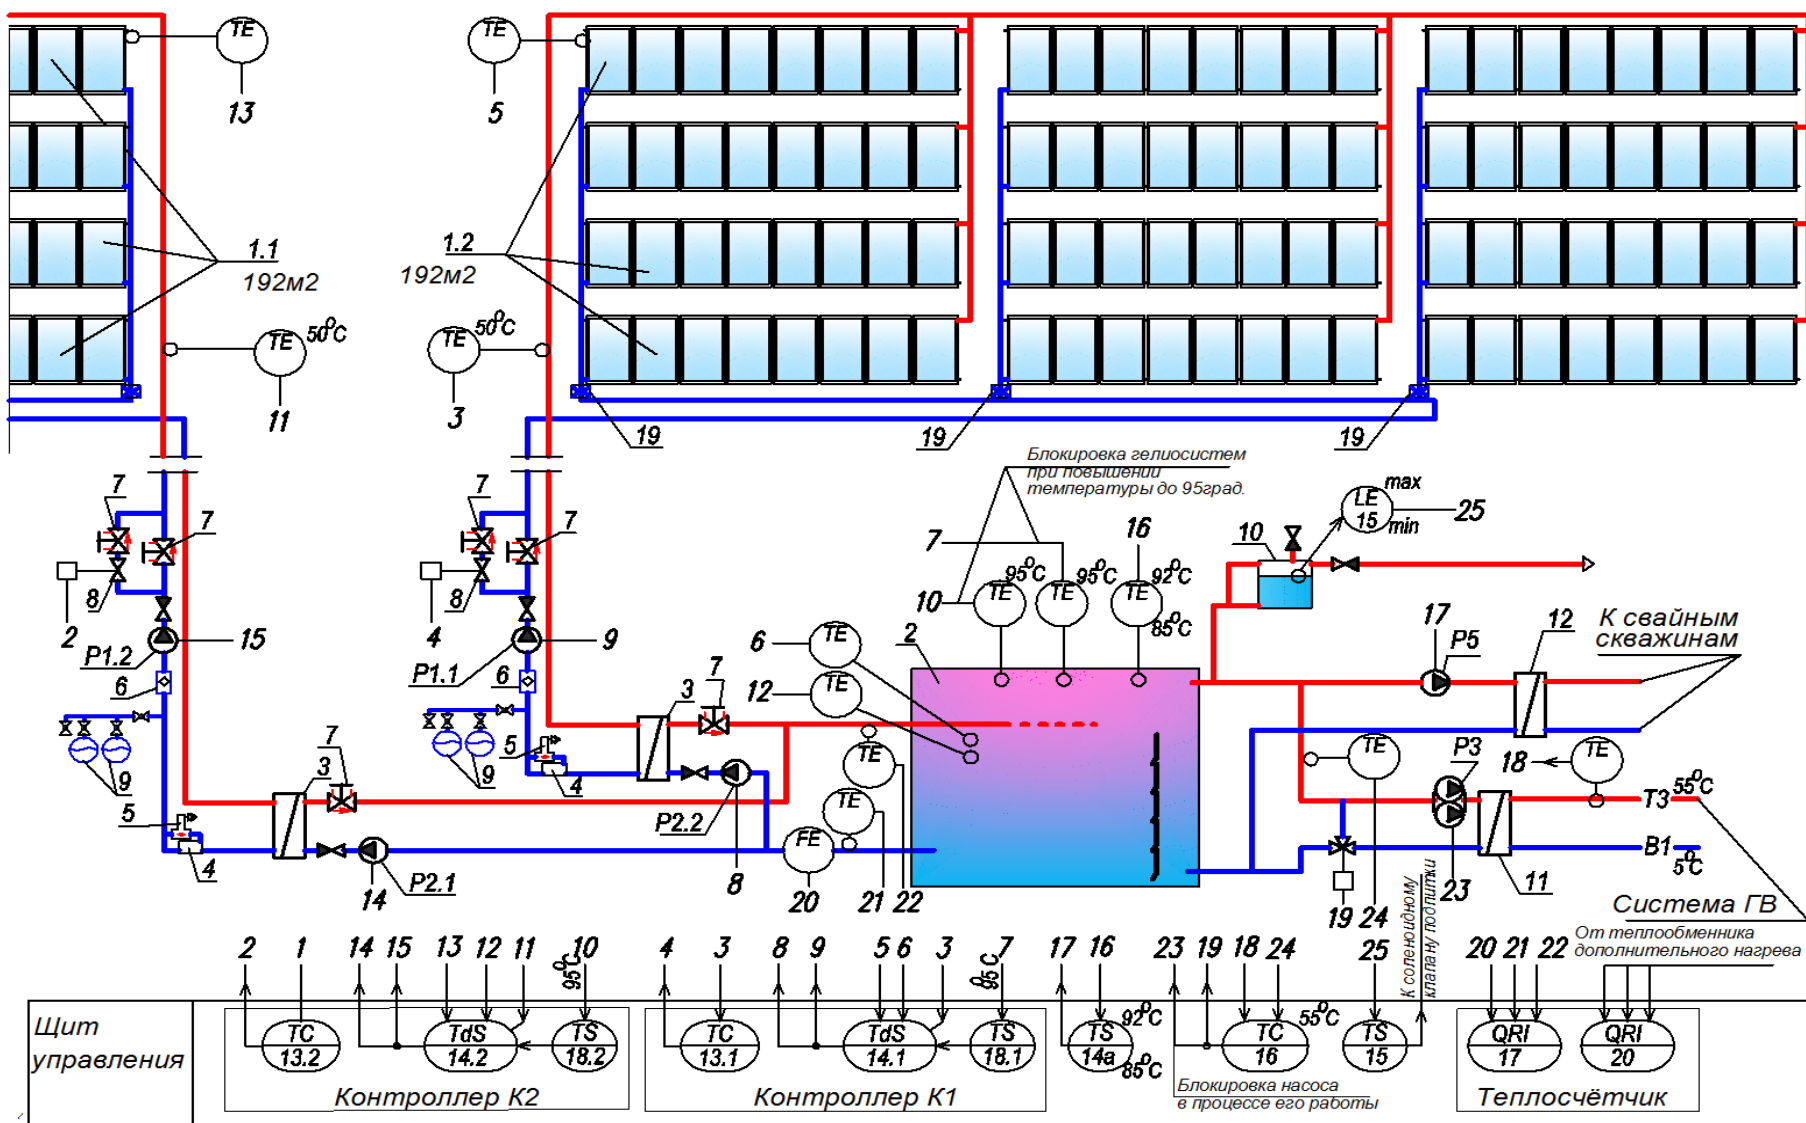 TE
13
TE
5
1.1
192м2
1.2
192м2
TE
50°C
11
TE
50°C
3
19
19
19
Блокировка гелиосистем
при повышении
температуры до 95град.
7
7
7
7
2
8
4
8
P1.2
15
P1.1
9
6
6
9
9
5
4
5
4
3
7
3
7
P2.2
8
P2.1
14
6
TE
12
TE
TE
22
TE
21
FE
20
2
10
TE
95°C
7
TE
95°C
16
TE
92°C
85°C
10
LE
15
max
min
25
17
P5
12
К свайным
скважинам
TE
24
P3
23
18
TE
T3
55°C
B1
5°C
11
19
Система ГВ
От теплообменника
дополнительного нагрева
К соленоидному
клапану подпитки
2
1
14
15
13
12
11
10
95°C
4
3
8
9
5
6
3
7
95°C
17
16
23
19
18
24
25
20
21
22
Щит
управления
TC
13.2
TdS
14.2
TS
18.2
Контроллер К2
TC
13.1
TdS
14.1
TS
18.1
Контроллер К1
TS
14a
92°C
85°C
TC
16
55°C
Блокировка насоса
в процессе его работы
TS
15
QRI
17
QRI
20
Теплосчётчик